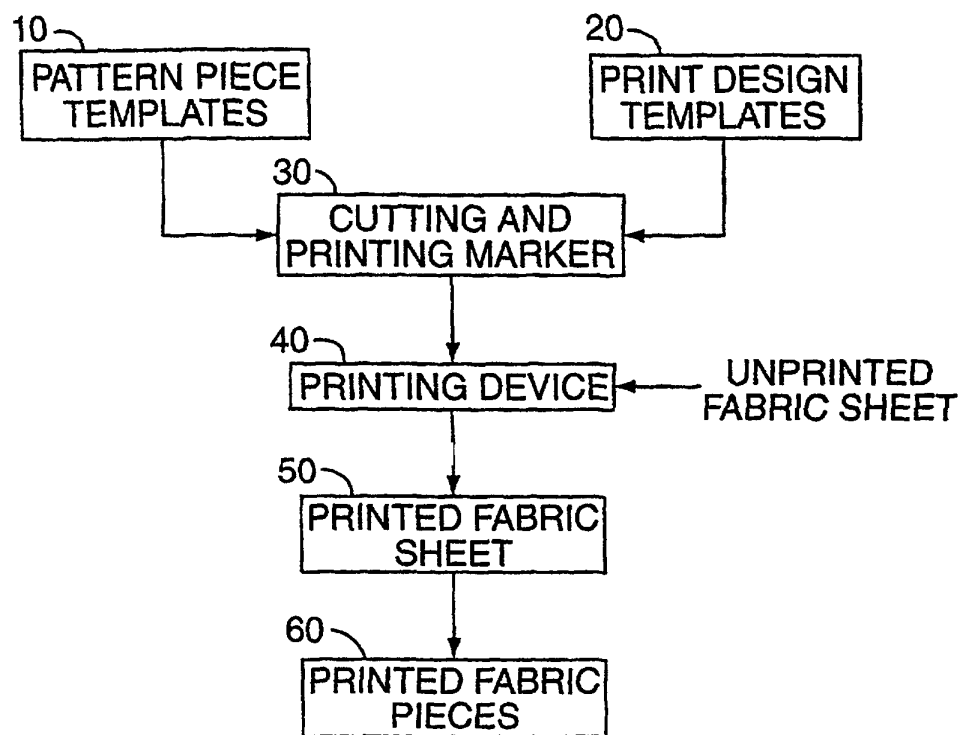 10
PATTERN PIECE
TEMPLATES
20
PRINT DESIGN
TEMPLATES
30
CUTTING AND
PRINTING MARKER
40
PRINTING DEVICE
UNPRINTED
FABRIC SHEET
50
PRINTED FABRIC
SHEET
60
PRINTED FABRIC
PIECES